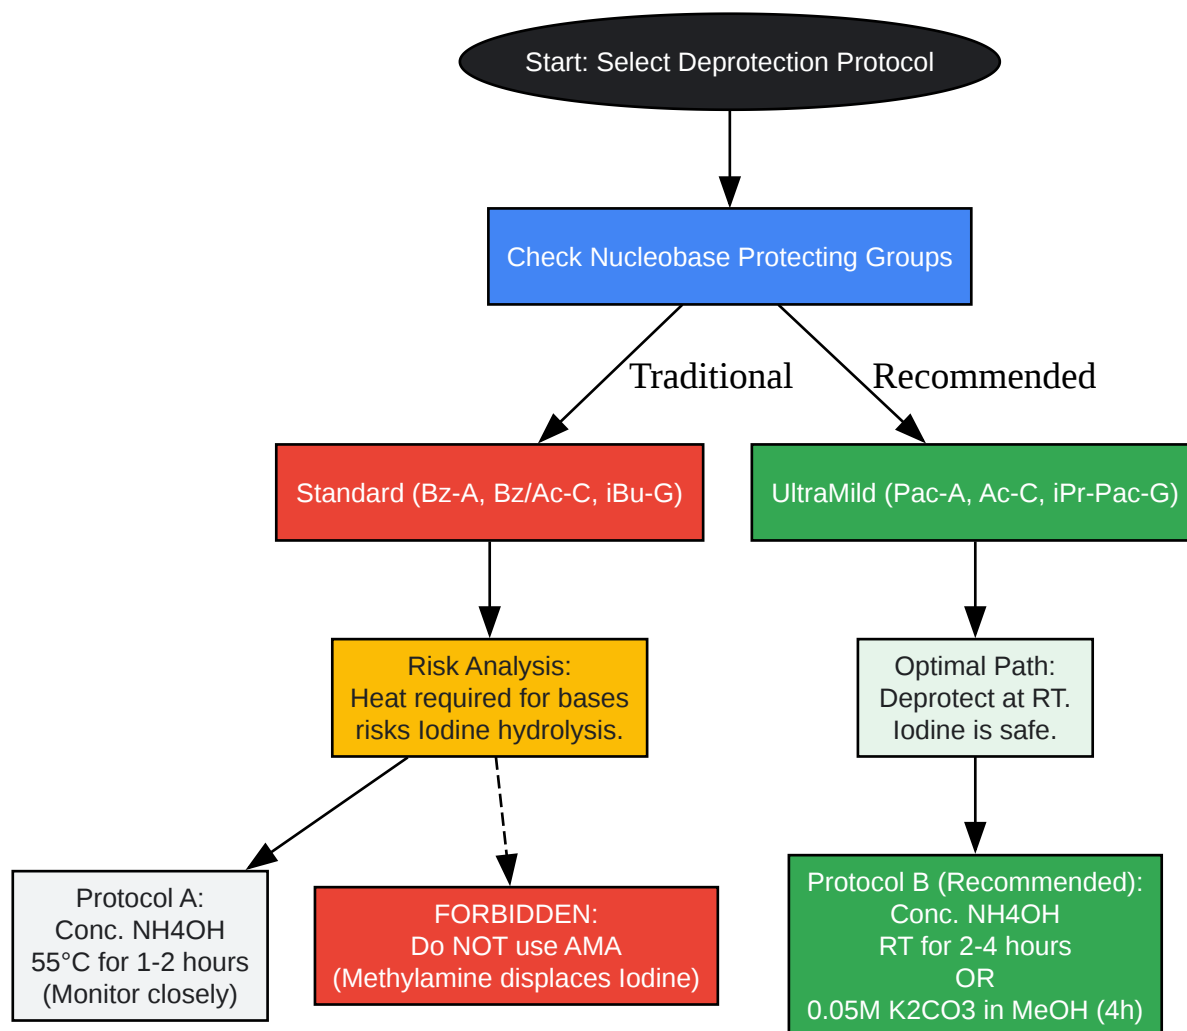 Start: Select Deprotection Protocol
Check Nucleobase Protecting Groups
Traditional
Recommended
Standard (Bz-A, Bz/Ac-C, iBu-G)
UltraMild (Pac-A, Ac-C, iPr-Pac-G)
Risk Analysis:
Heat required for bases
risks Iodine hydrolysis.
Optimal Path:
Deprotect at RT.
Iodine is safe.
Protocol A:
Conc. NH4OH
55°C for 1-2 hours
(Monitor closely)
FORBIDDEN:
Do NOT use AMA
(Methylamine displaces Iodine)
Protocol B (Recommended):
Conc. NH4OH
RT for 2-4 hours
OR
0.05M K2CO3 in MeOH (4h)